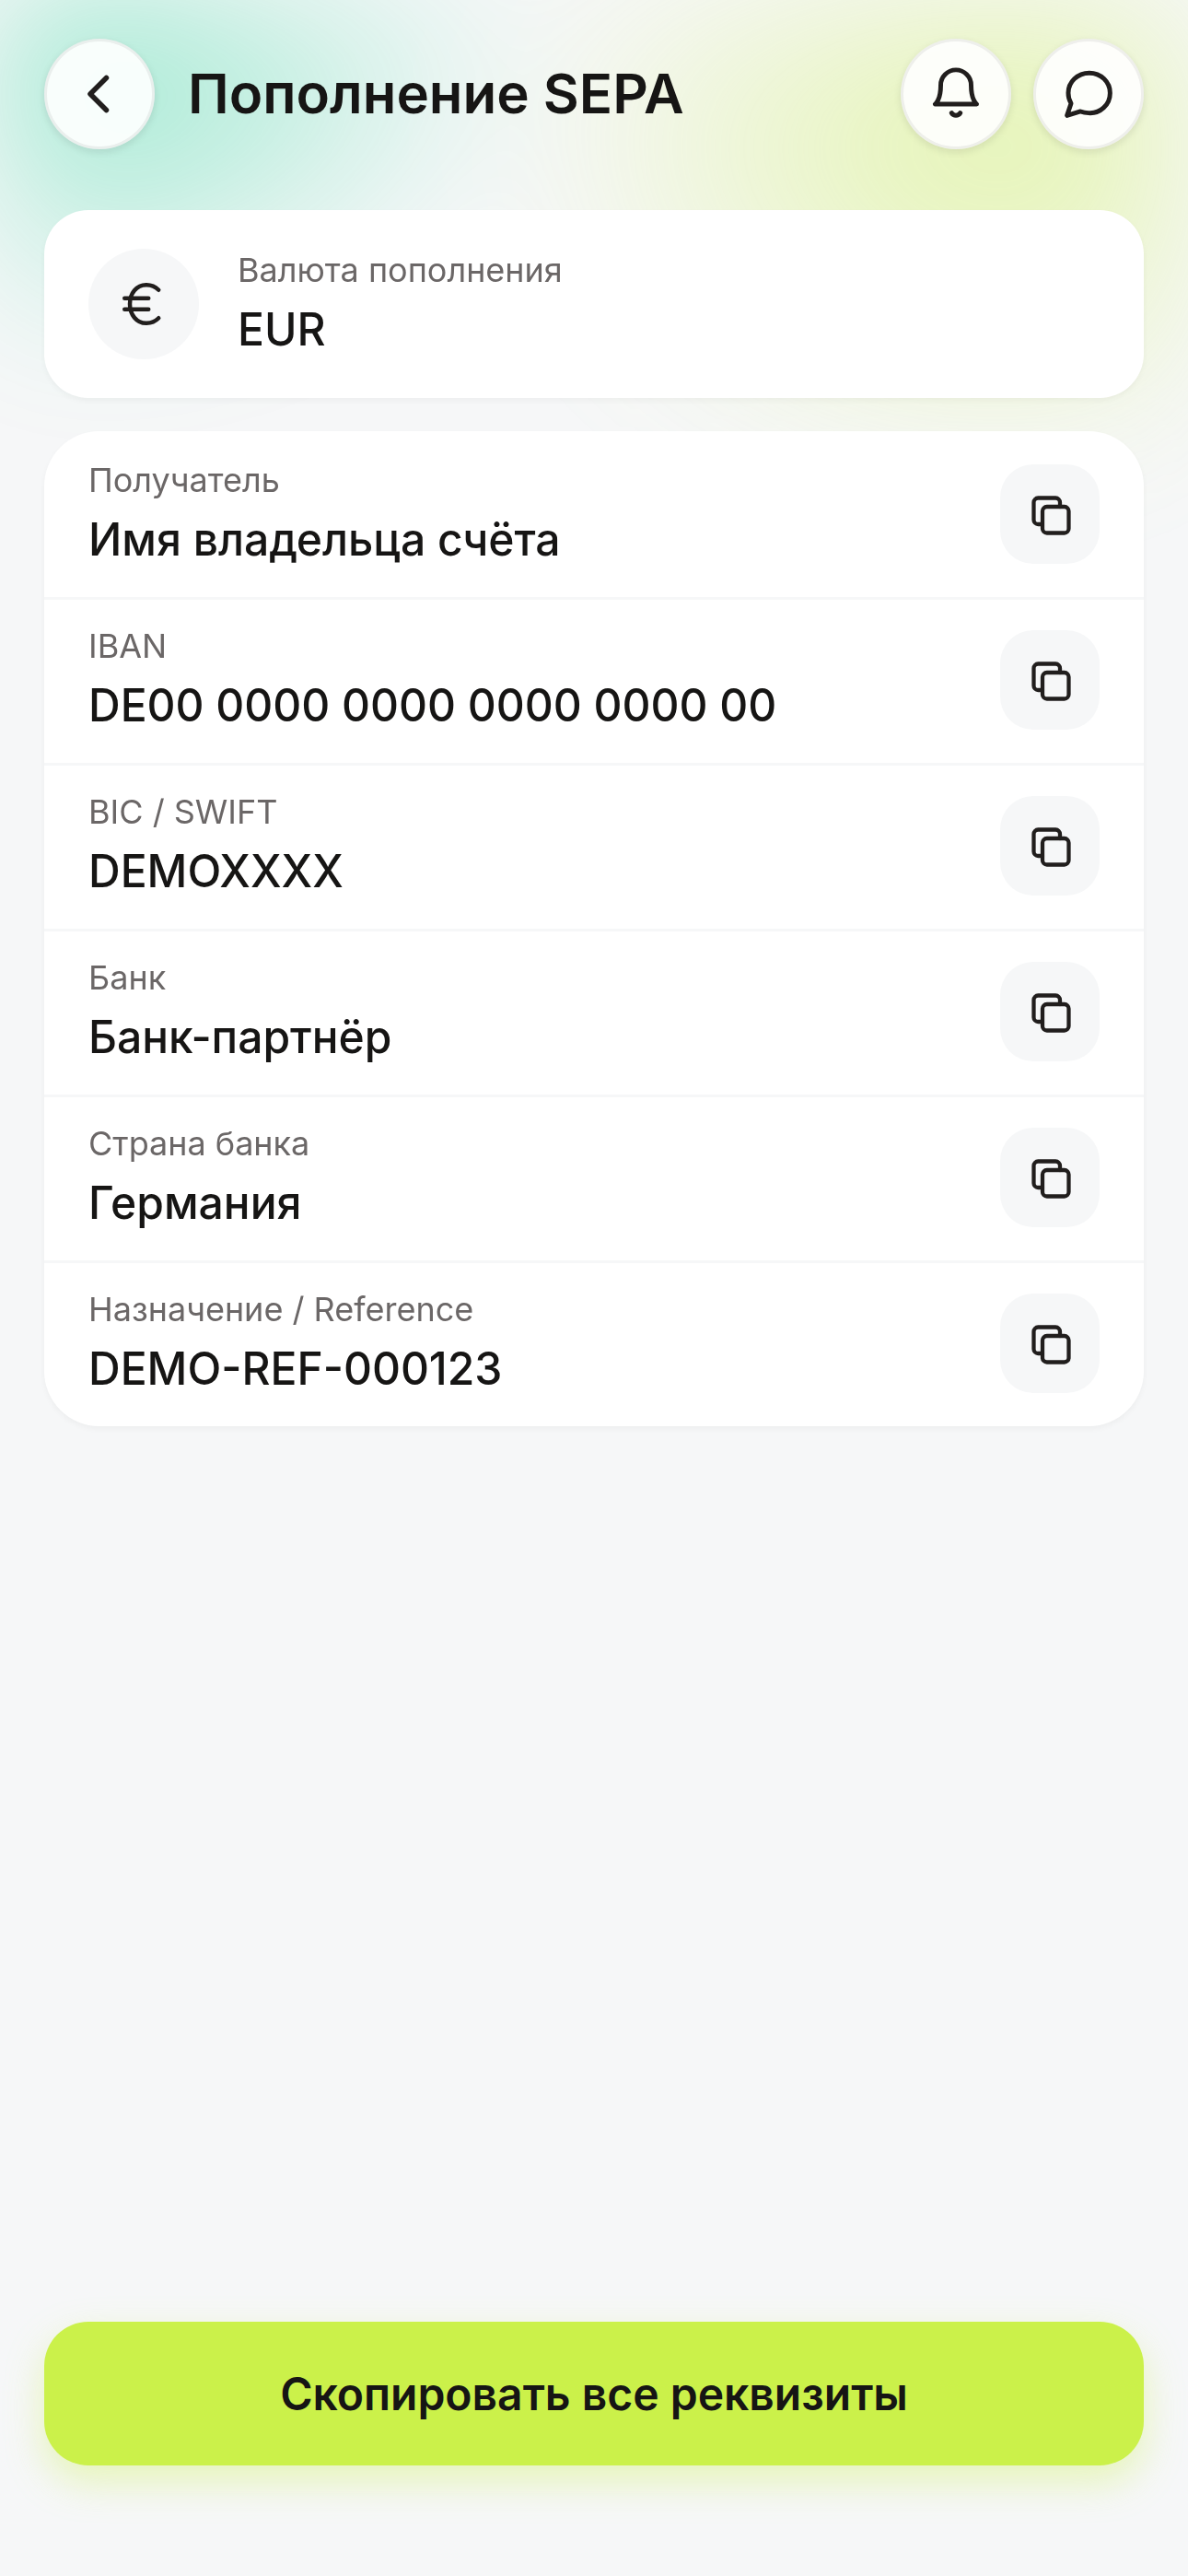 Пополнение SEPA
Валюта пополнения
EUR
Получатель
Имя владельца счёта
IBAN
DE00 0000 0000 0000 0000 00
BIC / SWIFT
DEMOXXXX
Банк
Банк-партнёр
Страна банка
Германия
Назначение / Reference
DEMO-REF-000123
Скопировать все реквизиты